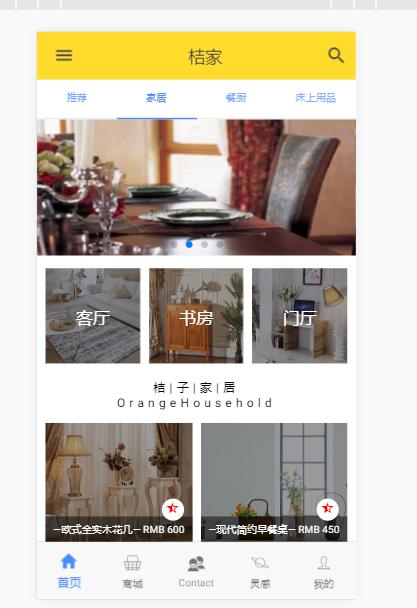 桔家
推荐 家居 餐厨 床上用品
客厅 书房 门厅
桔|子|家|居
OrangeHousehold
—欧式全实木花几— RMB 600 —现代简约早餐桌— RMB 450
首页 商城 Contact 灵感 我的